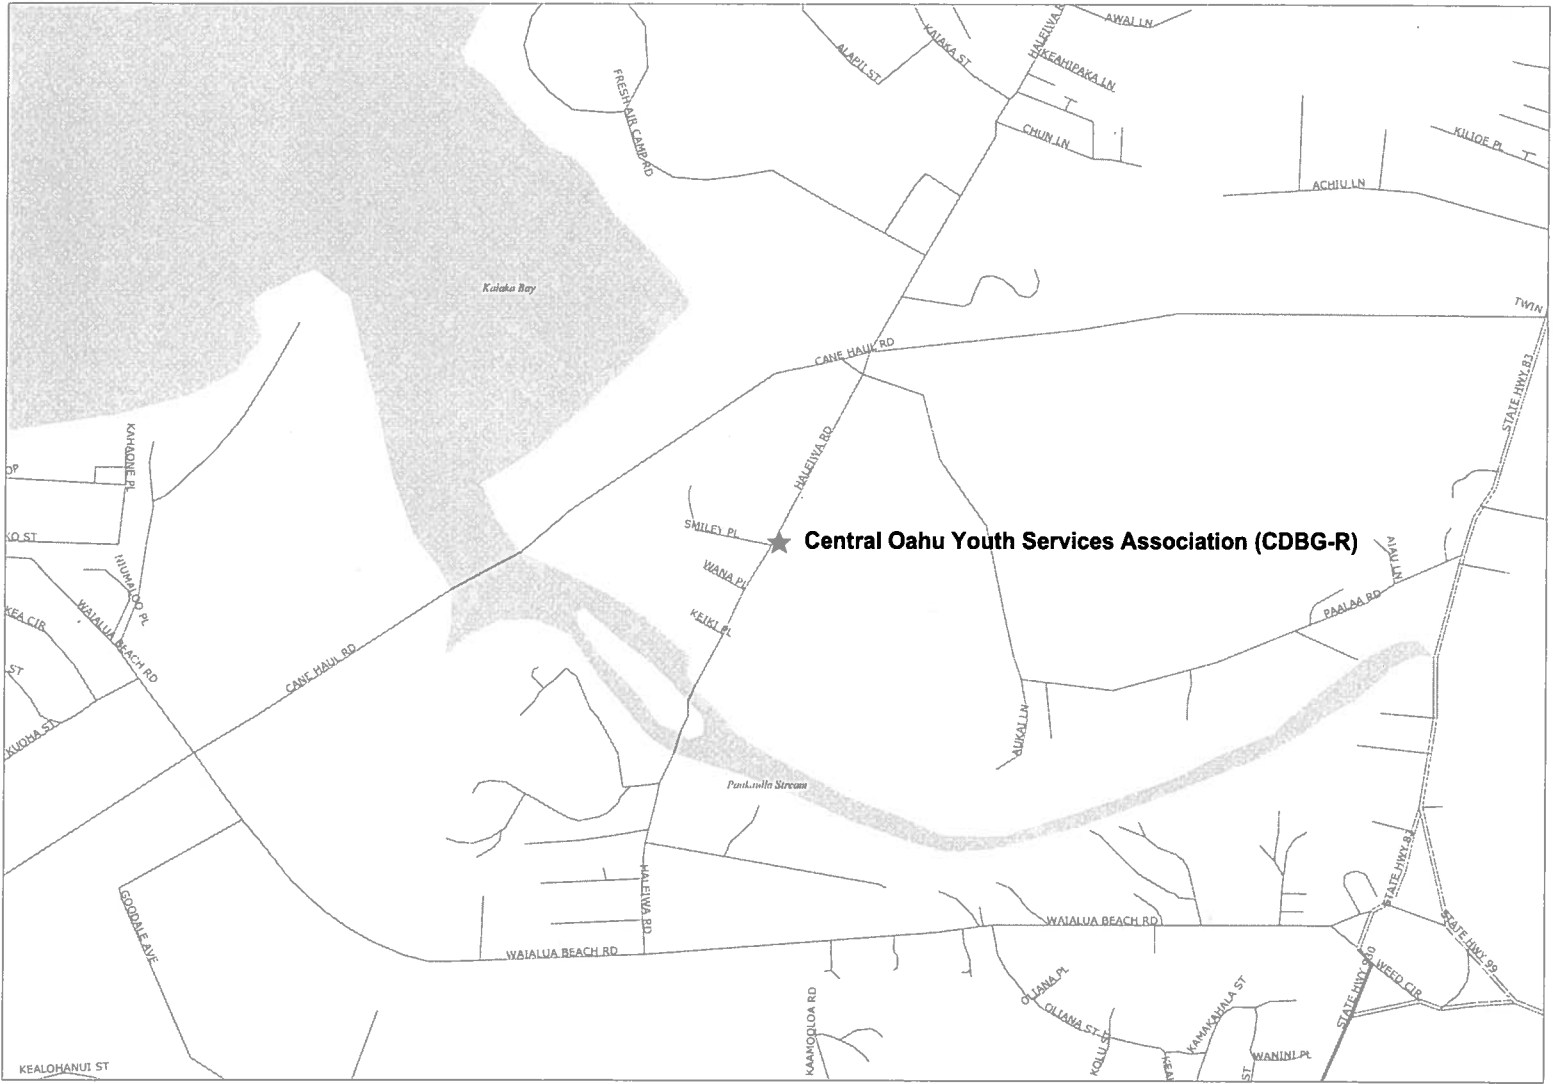 AWAI LN
HALEIWA R
KAIAKA ST
ALAPII ST
KEAHIPAKA LN
FRESH AIR CAMP RD
CHUN LN
KILIOE PL
ACHIU LN
Kaiaka Bay
TWIN
CANE HAUL RD
STATE HWY 83
KAHAONE PL
HALEIWA RD
OP
SMILEY PL
Central Oahu Youth Services Association (CDBG-R)
KO ST
AIAU LN
NIUMALOO PL
WANA PL
PAALAA RD
KEA CIR
WAIALUA BEACH RD
KEIKI PL
CANE HAUL RD
ST
KUOHA ST
AUKAI LN
Stream
STATE HWY 83
GOODALE AVE
HALEIWA RD
WAIALUA BEACH RD
WAIALUA BEACH RD
STATE HWY 99
STATE HWY 930
WEED CIR
OLIANA PL
OLIANA ST
KAMAKAHALA ST
KAAMOOLOA RD
KOLU ST
KEAI
ST
WANINI PL
KEALOHANUI ST